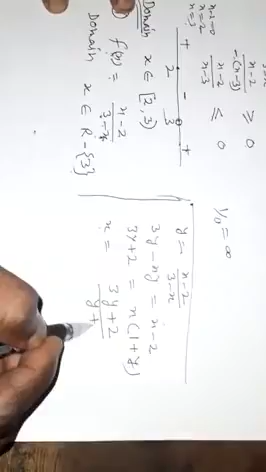 x-2=0
x=2
x=3
x-2 / -(x-3) ≥ 0
x-2 / x-3 ≤ 0
+ - +
2 3
Domain x ∈ [2,3)
f(x) = x-2 / 3-x
Domain x ∈ R-{3}
1/0 = ∞
y = x-2 / 3-x
3y-xy = x-2
3y+2 = x(1+y)
x = 3y+2 / y+